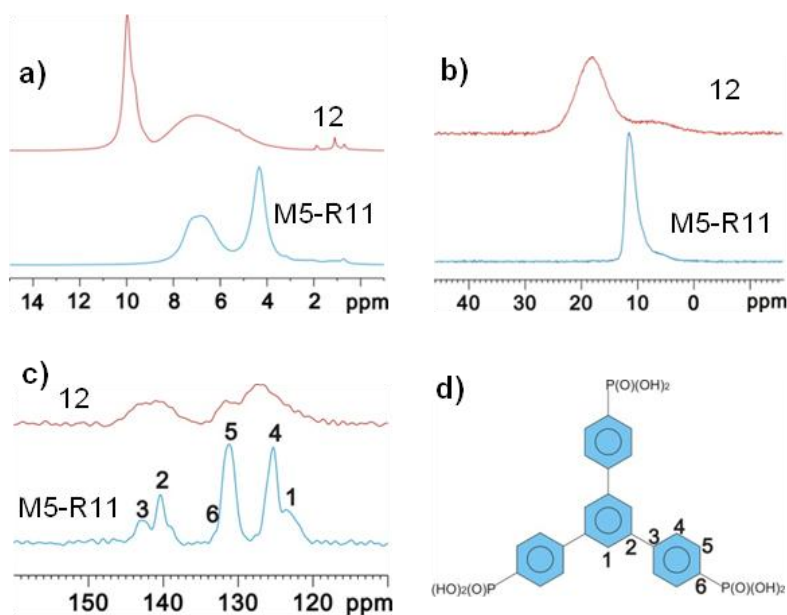 a)
12
M5-R11
14 12 10 8 6 4 2 ppm
b)
12
M5-R11
40 30 20 10 0 ppm
c)
12
M5-R11
3 2 6 5 4 1
150 140 130 120 ppm
d)
P(O)(OH)₂
1 2 3 4 5 6
(HO)₂(O)P
P(O)(OH)₂